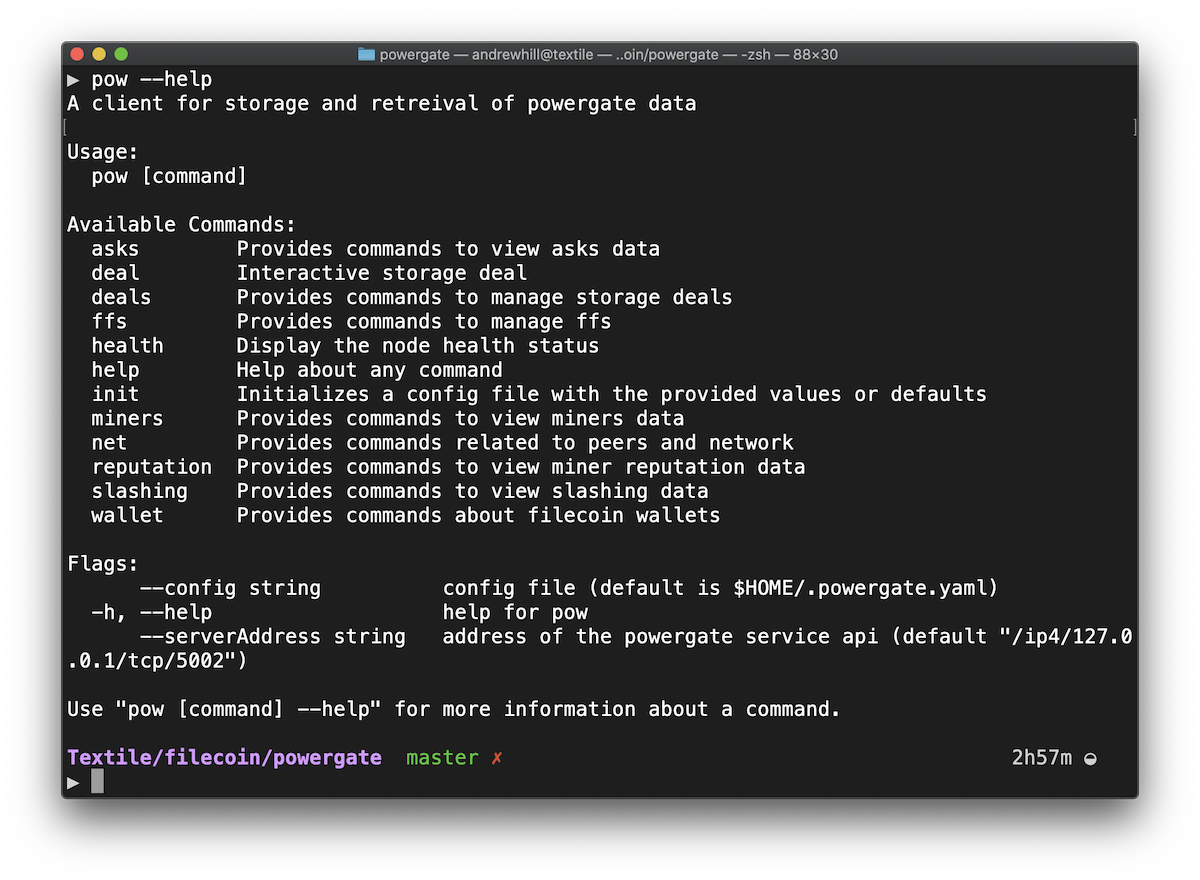 powergate — andrewhill@textile — ..oin/powergate — -zsh — 88×30
▶ pow --help
A client for storage and retreival of powergate data
[ ]
Usage:
  pow [command]

Available Commands:
  asks        Provides commands to view asks data
  deal        Interactive storage deal
  deals       Provides commands to manage storage deals
  ffs         Provides commands to manage ffs
  health      Display the node health status
  help        Help about any command
  init        Initializes a config file with the provided values or defaults
  miners      Provides commands to view miners data
  net         Provides commands related to peers and network
  reputation  Provides commands to view miner reputation data
  slashing    Provides commands to view slashing data
  wallet      Provides commands about filecoin wallets

Flags:
      --config string          config file (default is $HOME/.powergate.yaml)
  -h, --help                   help for pow
      --serverAddress string   address of the powergate service api (default "/ip4/127.0
.0.1/tcp/5002")

Use "pow [command] --help" for more information about a command.

Textile/filecoin/powergate  master ✗ 2h57m ◒
▶